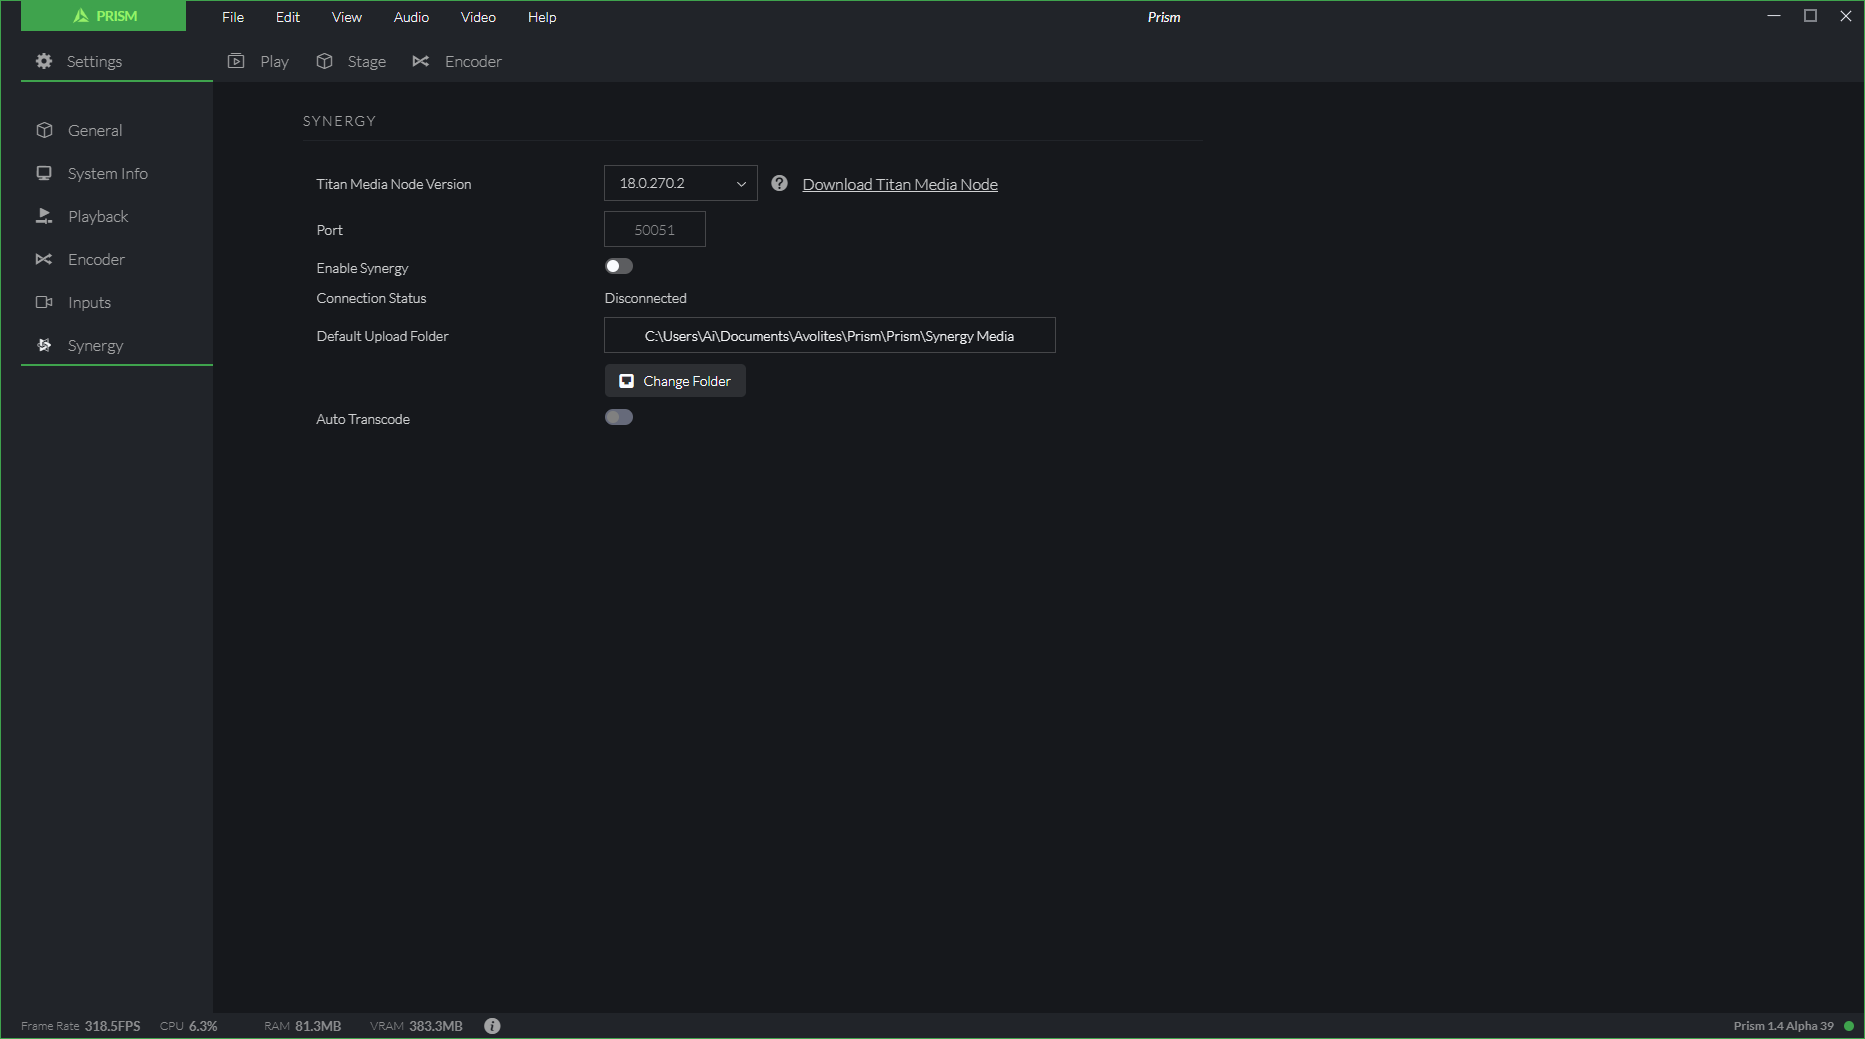 PRISM File Edit View Audio Video Help Prism
Settings Play Stage Encoder
General
System Info
Playback
Encoder
Inputs
Synergy
SYNERGY
Titan Media Node Version 18.0.270.2 Download Titan Media Node
Port 50051
Enable Synergy
Connection Status Disconnected
Default Upload Folder C:\Users\Ai\Documents\Avolites\Prism\Prism\Synergy Media
Change Folder
Auto Transcode
Frame Rate 318.5FPS CPU 6.3% RAM 81.3MB VRAM 383.3MB Prism 1.4 Alpha 39